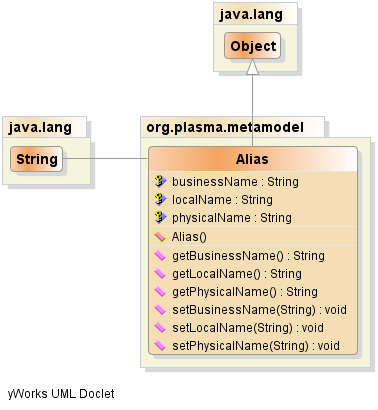 java.lang
Object
java.lang
String
org.plasma.metamodel
Alias
businessName : String
localName : String
physicalName : String
Alias()
getBusinessName() : String
getLocalName() : String
getPhysicalName() : String
setBusinessName(String) : void
setLocalName(String) : void
setPhysicalName(String) : void
yWorks UML Doclet